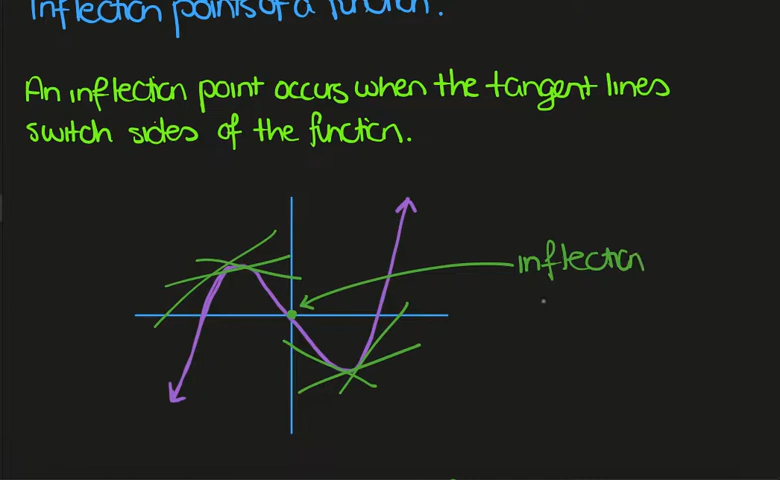 Inflection points of a function.
An inflection point occurs when the tangent lines
switch sides of the function.
inflection